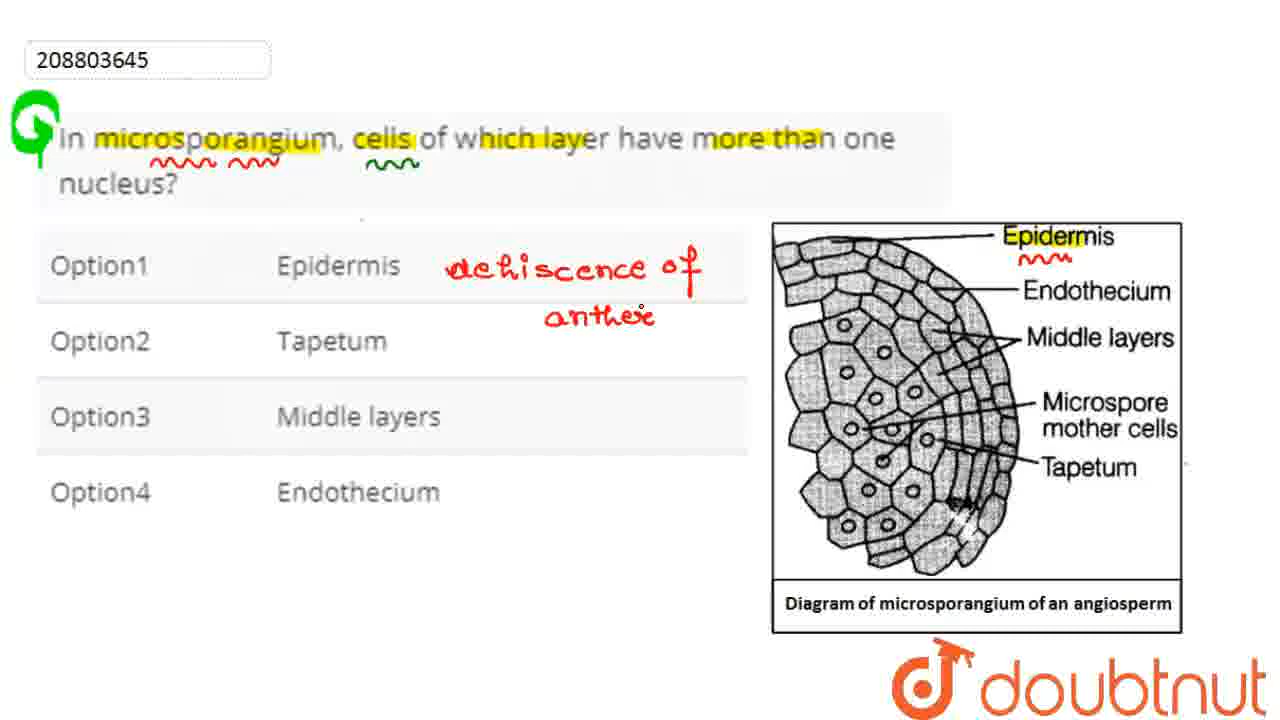 208803645
In microsporangium, cells of which layer have more than one
nucleus?
Option1 Epidermis
dehiscence of
anther
Option2 Tapetum
Option3 Middle layers
Option4 Endothecium
Epidermis
Endothecium
Middle layers
Microspore
mother cells
Tapetum
Diagram of microsporangium of an angiosperm
doubtnut